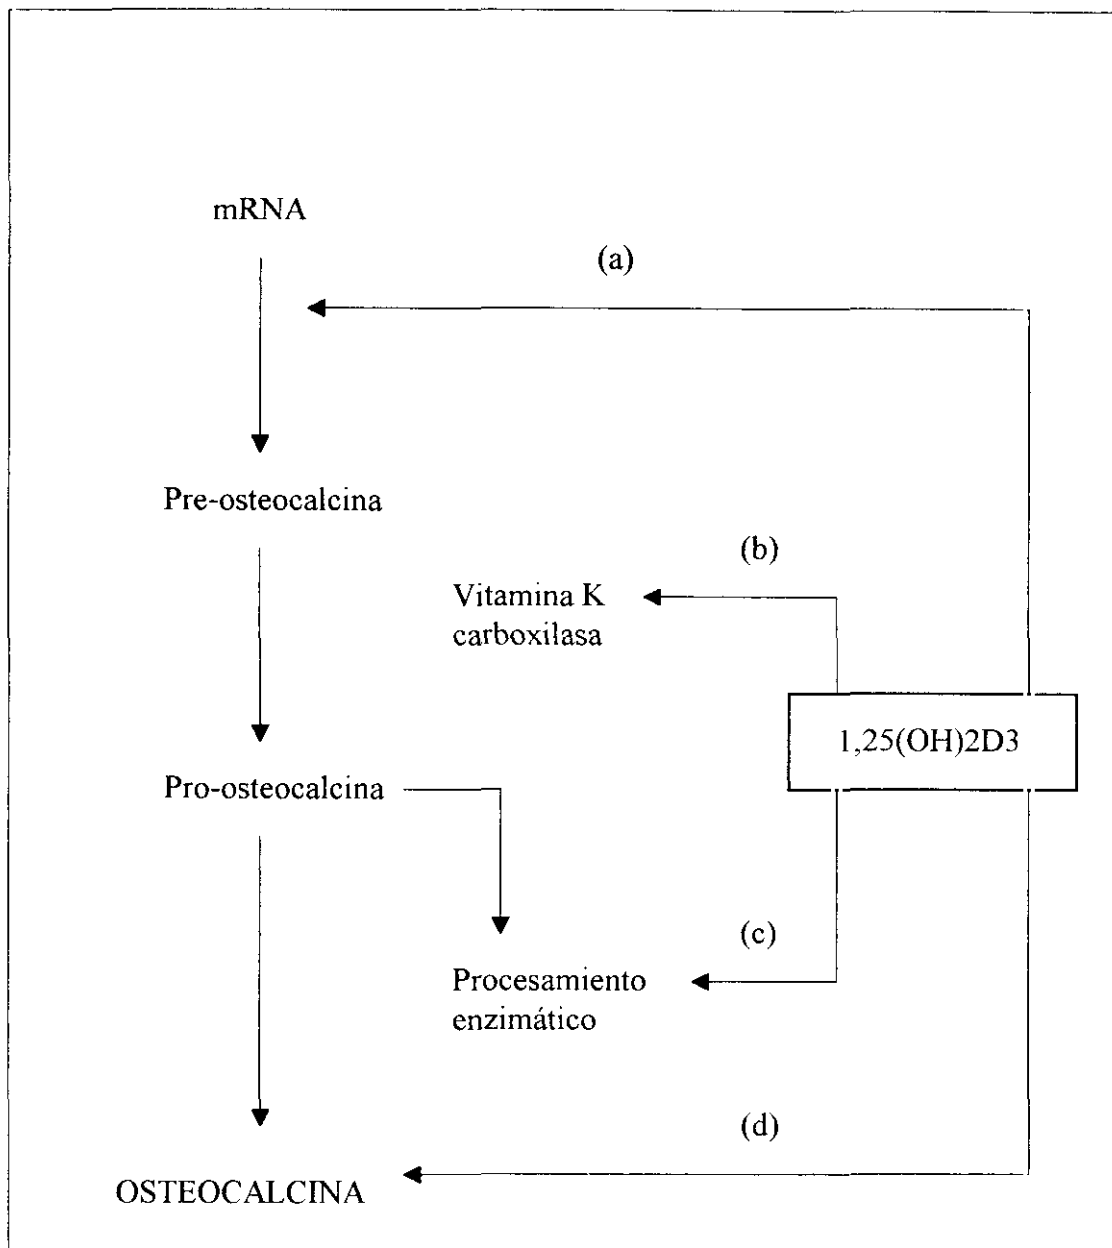 mRNA
(a)
Pre-osteocalcina
(b)
Vitamina K
carboxilasa
1,25(OH)2D3
Pro-osteocalcina
(c)
Procesamiento
enzimático
(d)
OSTEOCALCINA